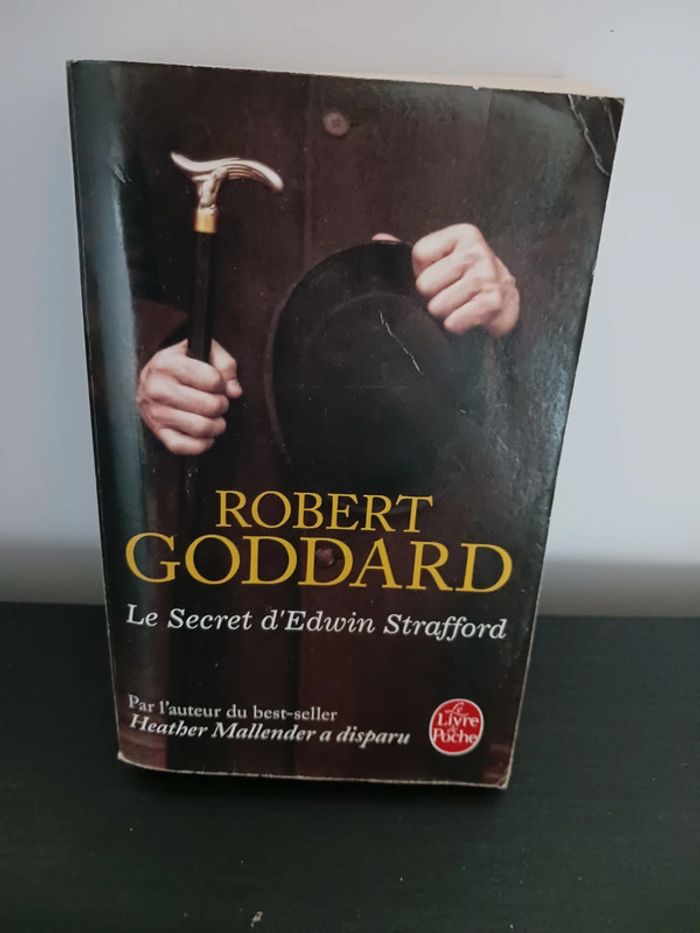 ROBERT
GODDARD
Le Secret d'Edwin Strafford
Par l'auteur du best-seller
Heather Mallender a disparu
Le
Livre
de
Poche